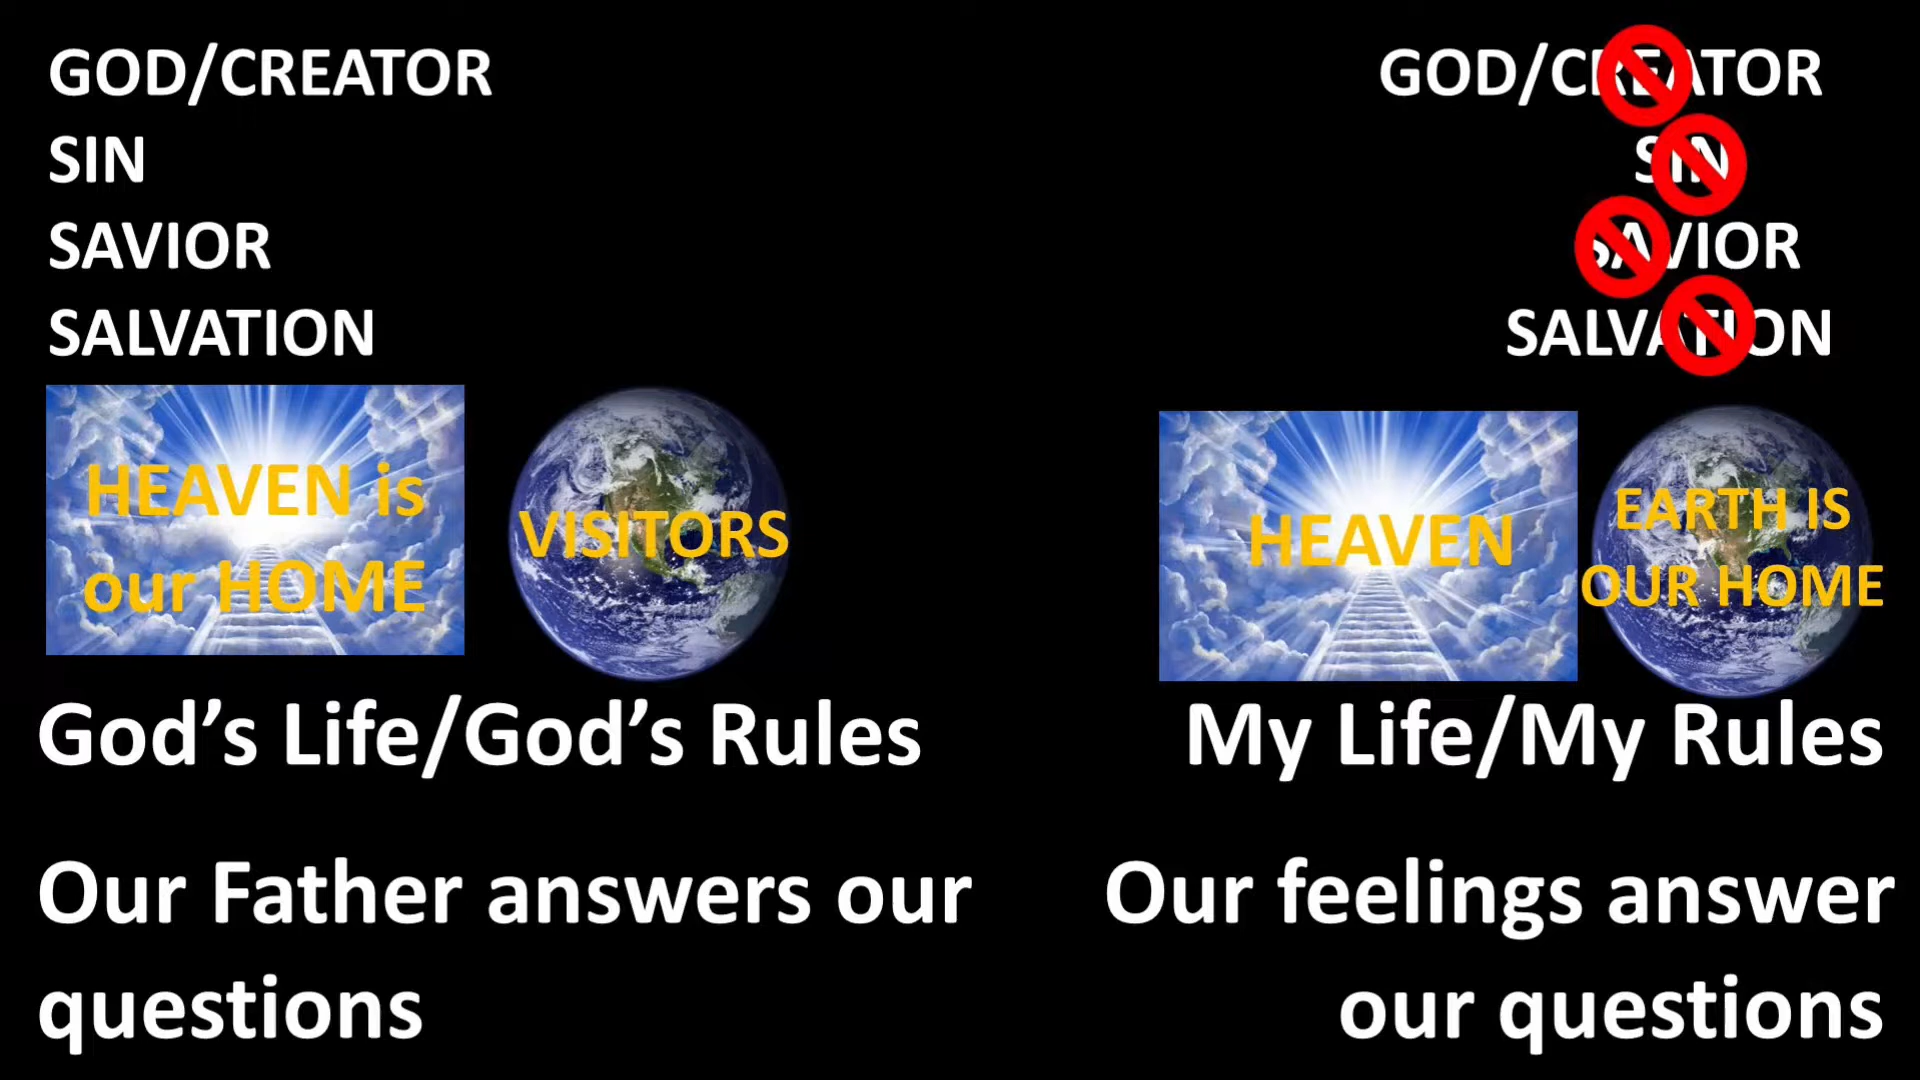 GOD/CREATOR
SIN
SAVIOR
SALVATION
HEAVEN is
our HOME
VISITORS
God's Life/God's Rules
Our Father answers our
questions
GOD/CREATOR
SIN
SAVIOR
SALVATION
HEAVEN
EARTH IS
OUR HOME
My Life/My Rules
Our feelings answer
our questions